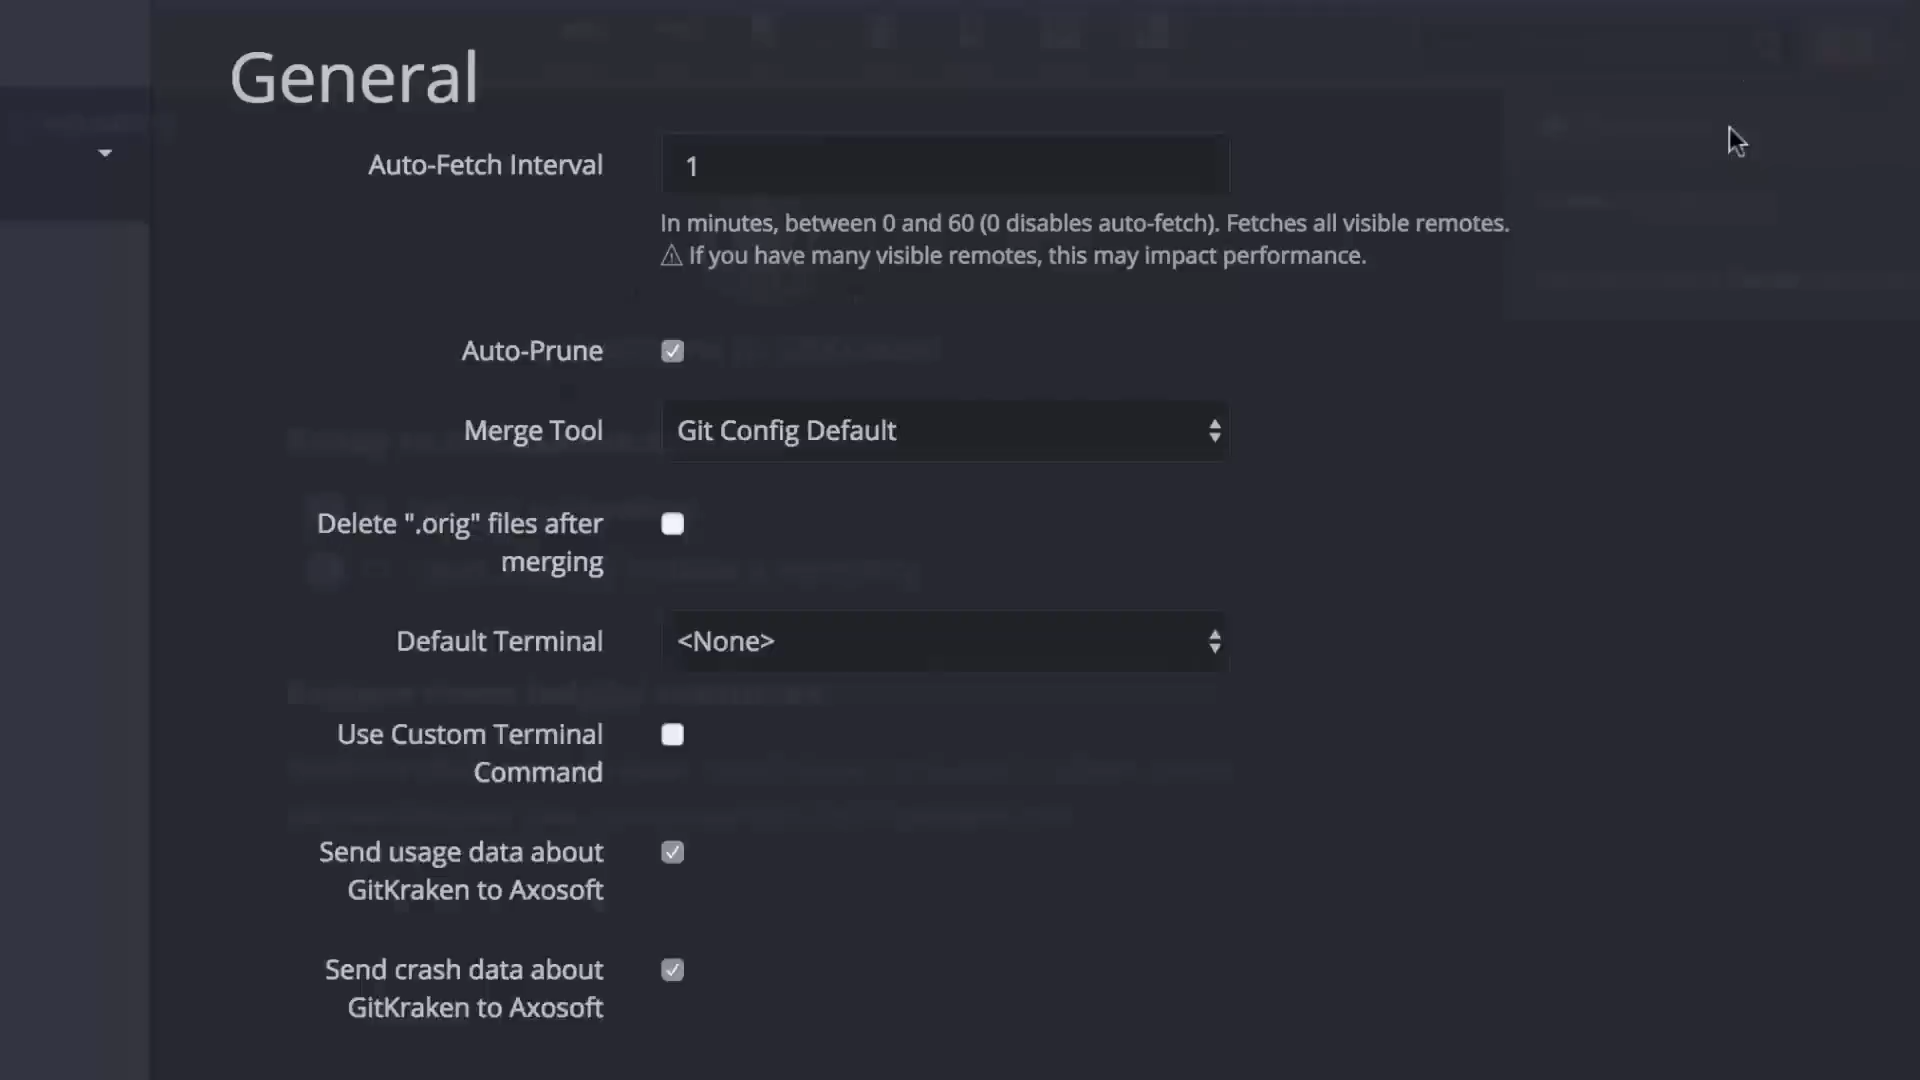 General
Auto-Fetch Interval
1
In minutes, between 0 and 60 (0 disables auto-fetch). Fetches all visible remotes.
⚠ If you have many visible remotes, this may impact performance.
Auto-Prune
Merge Tool
Git Config Default
Delete ".orig" files after
merging
Default Terminal
<None>
Use Custom Terminal
Command
Send usage data about
GitKraken to Axosoft
Send crash data about
GitKraken to Axosoft